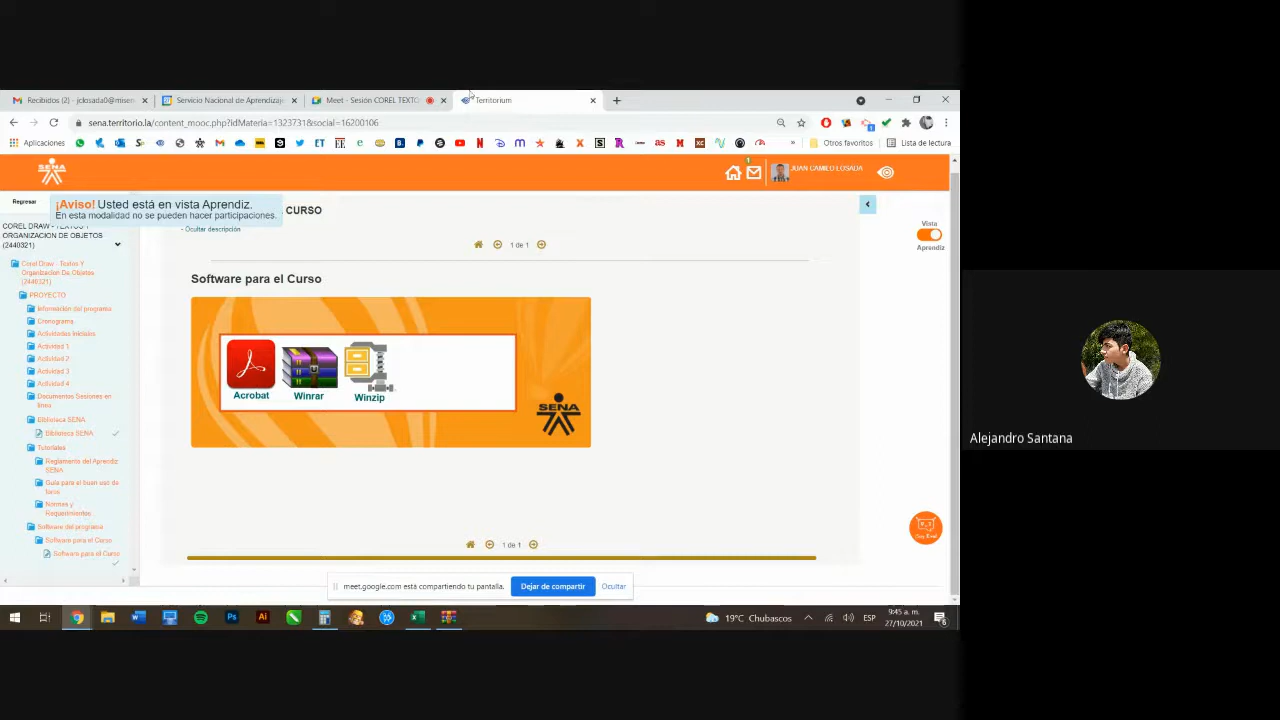 Recibidos (2) - jclosada0@misen
Servicio Nacional de Aprendizaje
Meet - Sesión COREL TEXTO
Territorium
sena.territorio.la/content_mooc.php?idMateria=1323731&social=16200106
Aplicaciones
Otros favoritos
Lista de lectura
SENA
1
JUAN CAMILO LOSADA
Regresar
¡Aviso! Usted está en vista Aprendiz.
En esta modalidad no se pueden hacer participaciones.
CURSO
- Ocultar descripción
Vista
Aprendiz
COREL DRAW - TEXTOS Y
ORGANIZACION DE OBJETOS
(2440321)
1 de 1
Corel Draw - Textos Y
Organizacion De Objetos
(2440321)
PROYECTO
Información del programa
Cronograma
Actividades Iniciales
Actividad 1
Actividad 2
Actividad 3
Actividad 4
Documentos Sesiones en
línea
Biblioteca SENA
Biblioteca SENA
Tutoriales
Reglamento del Aprendiz
SENA
Guía para el buen uso de
foros
Normas y
Requerimientos
Software del programa
Software para el Curso
Software para el Curso
Software para el Curso
Acrobat
Winrar
Winzip
SENA
1 de 1
meet.google.com está compartiendo tu pantalla.
Dejar de compartir
Ocultar
19°C Chubascos
ESP
9:45 a. m.
27/10/2021
Alejandro Santana